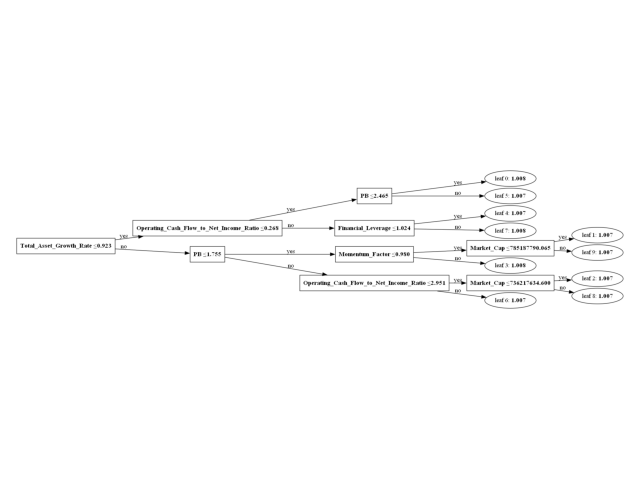 yes
leaf 0: 1.008
PB ≤2.465
no
yes
leaf 5: 1.007
yes
leaf 4: 1.007
Operating_Cash_Flow_to_Net_Income_Ratio ≤0.268
no
Financial_Leverage ≤1.024
no
leaf 7: 1.008
yes
leaf 1: 1.007
yes
Total_Asset_Growth_Rate ≤0.923
no
PB ≤1.755
yes
Momentum_Factor ≤0.980
yes
Market_Cap ≤785187790.065
no
leaf 9: 1.007
no
leaf 3: 1.008
no
yes
leaf 2: 1.007
Operating_Cash_Flow_to_Net_Income_Ratio ≤2.951
yes
Market_Cap ≤736217634.600
no
leaf 8: 1.007
no
leaf 6: 1.007